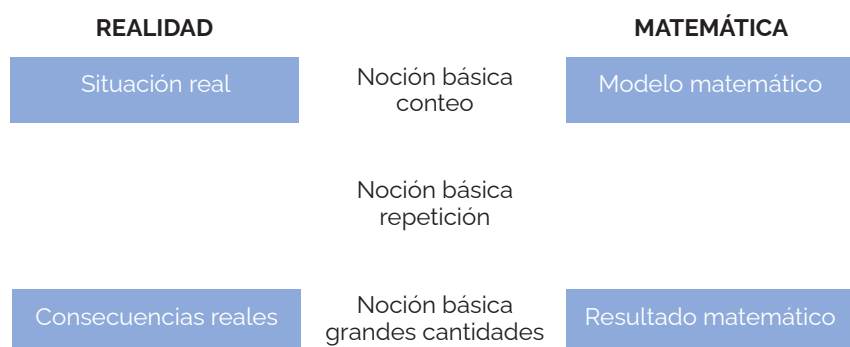 REALIDAD
MATEMÁTICA
Situación real
Noción básica
conteo
Modelo matemático
Noción básica
repetición
Consecuencias reales
Noción básica
grandes cantidades
Resultado matemático